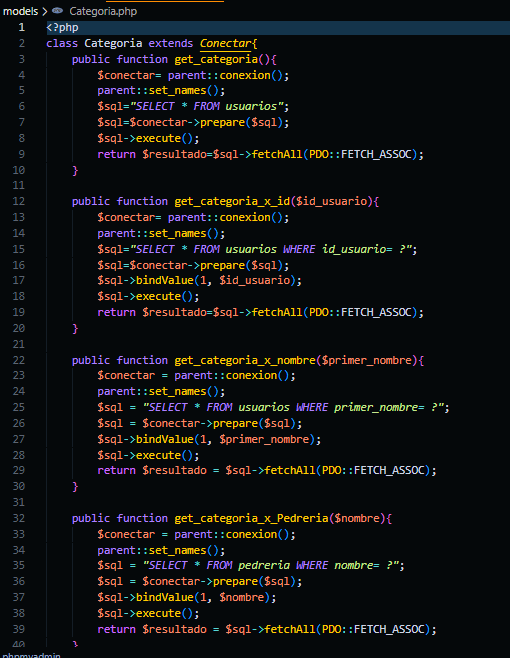 models > Categoria.php
1 <?php
2 class Categoria extends Conectar{
3 public function get_categoria(){
4 $conectar= parent::conexion();
5 parent::set_names();
6 $sql="SELECT * FROM usuarios";
7 $sql=$conectar->prepare($sql);
8 $sql->execute();
9 return $resultado=$sql->fetchAll(PDO::FETCH_ASSOC);
10 }
11
12 public function get_categoria_x_id($id_usuario){
13 $conectar= parent::conexion();
14 parent::set_names();
15 $sql="SELECT * FROM usuarios WHERE id_usuario= ?";
16 $sql=$conectar->prepare($sql);
17 $sql->bindValue(1, $id_usuario);
18 $sql->execute();
19 return $resultado=$sql->fetchAll(PDO::FETCH_ASSOC);
20 }
21
22 public function get_categoria_x_nombre($primer_nombre){
23 $conectar = parent::conexion();
24 parent::set_names();
25 $sql = "SELECT * FROM usuarios WHERE primer_nombre= ?";
26 $sql = $conectar->prepare($sql);
27 $sql->bindValue(1, $primer_nombre);
28 $sql->execute();
29 return $resultado = $sql->fetchAll(PDO::FETCH_ASSOC);
30 }
31
32 public function get_categoria_x_Pedreria($nombre){
33 $conectar = parent::conexion();
34 parent::set_names();
35 $sql = "SELECT * FROM pedreria WHERE nombre= ?";
36 $sql = $conectar->prepare($sql);
37 $sql->bindValue(1, $nombre);
38 $sql->execute();
39 return $resultado = $sql->fetchAll(PDO::FETCH_ASSOC);
40 }
phpmyadmin